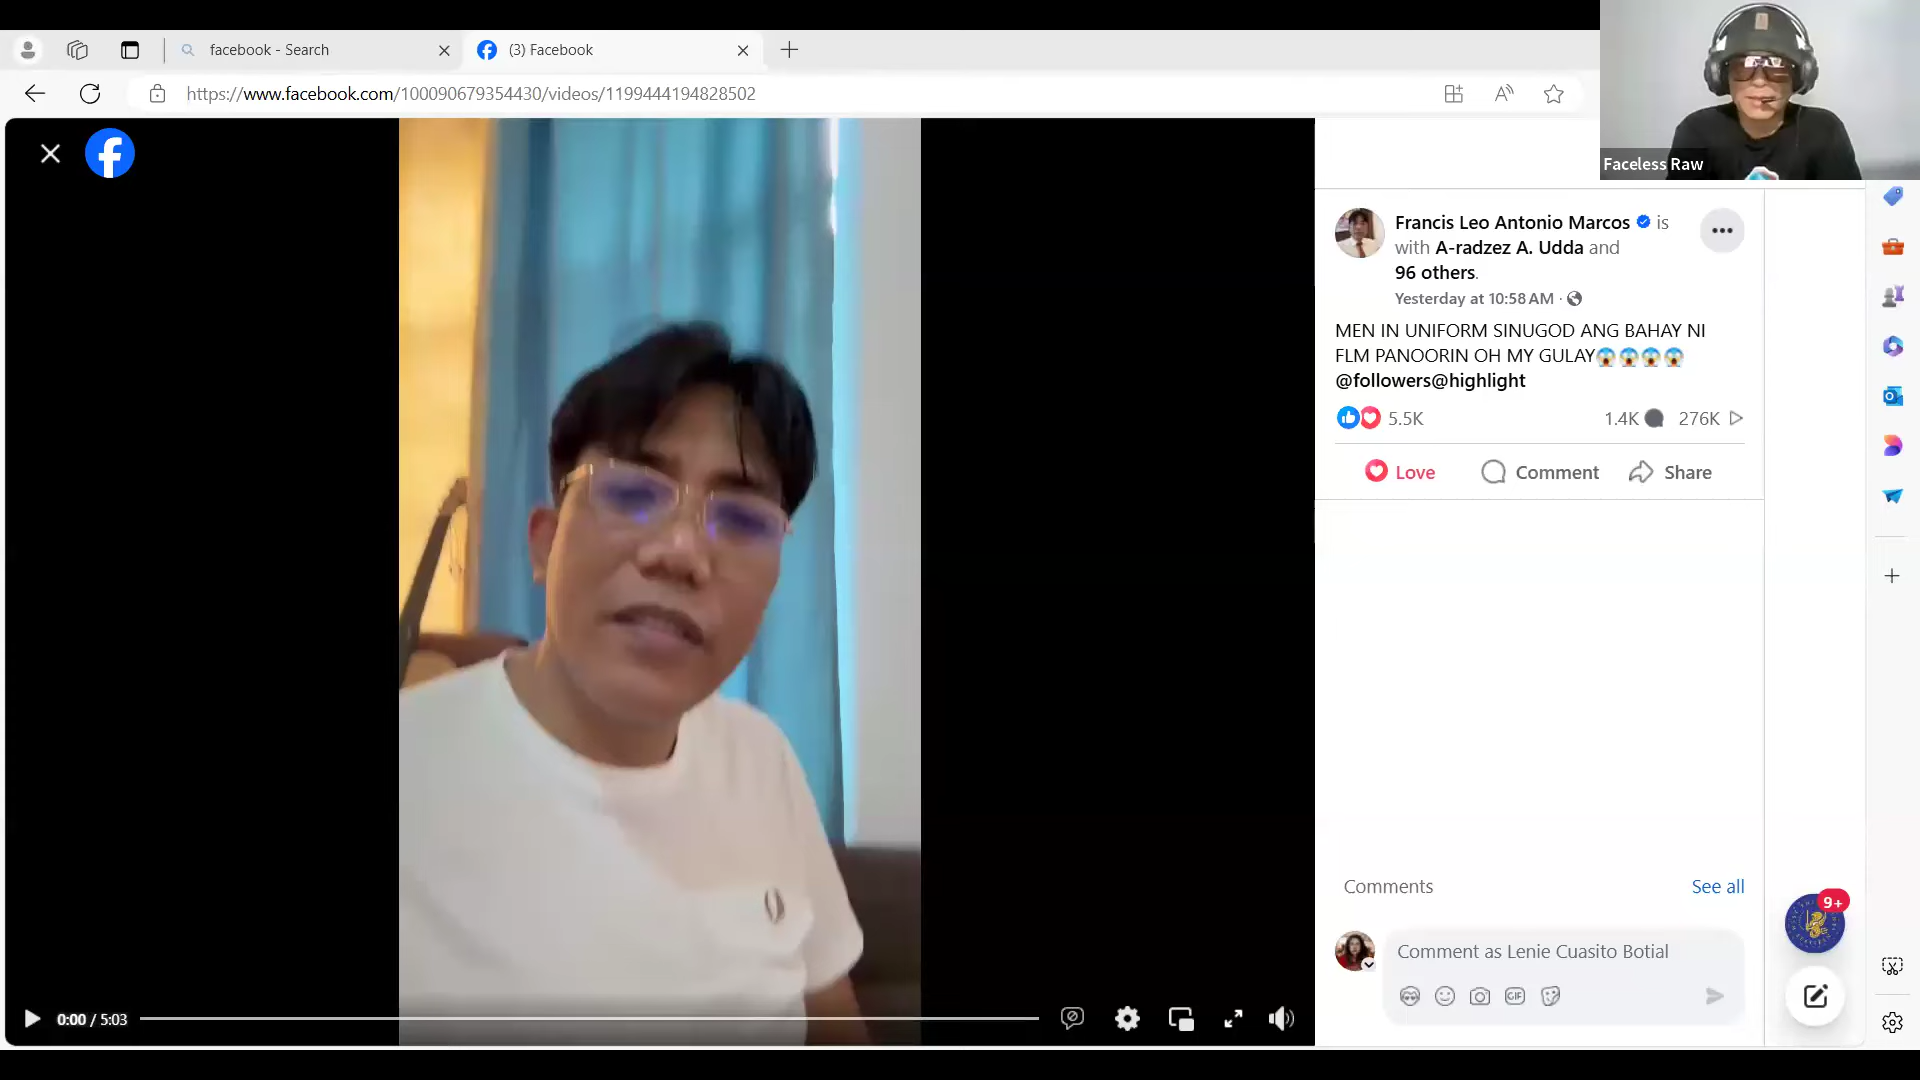 facebook - Search
(3) Facebook
https://www.facebook.com/100090679354430/videos/1199444194828502
Faceless Raw
Francis Leo Antonio Marcos is
with A-radzez A. Udda and
96 others.
Yesterday at 10:58 AM ·
MEN IN UNIFORM SINUGOD ANG BAHAY NI
FLM PANOORIN OH MY GULAY😱😱😱😱
@followers@highlight
5.5K
1.4K
276K
Love
Comment
Share
Comments
See all
9+
Comment as Lenie Cuasito Botial
GIF
0:00 / 5:03